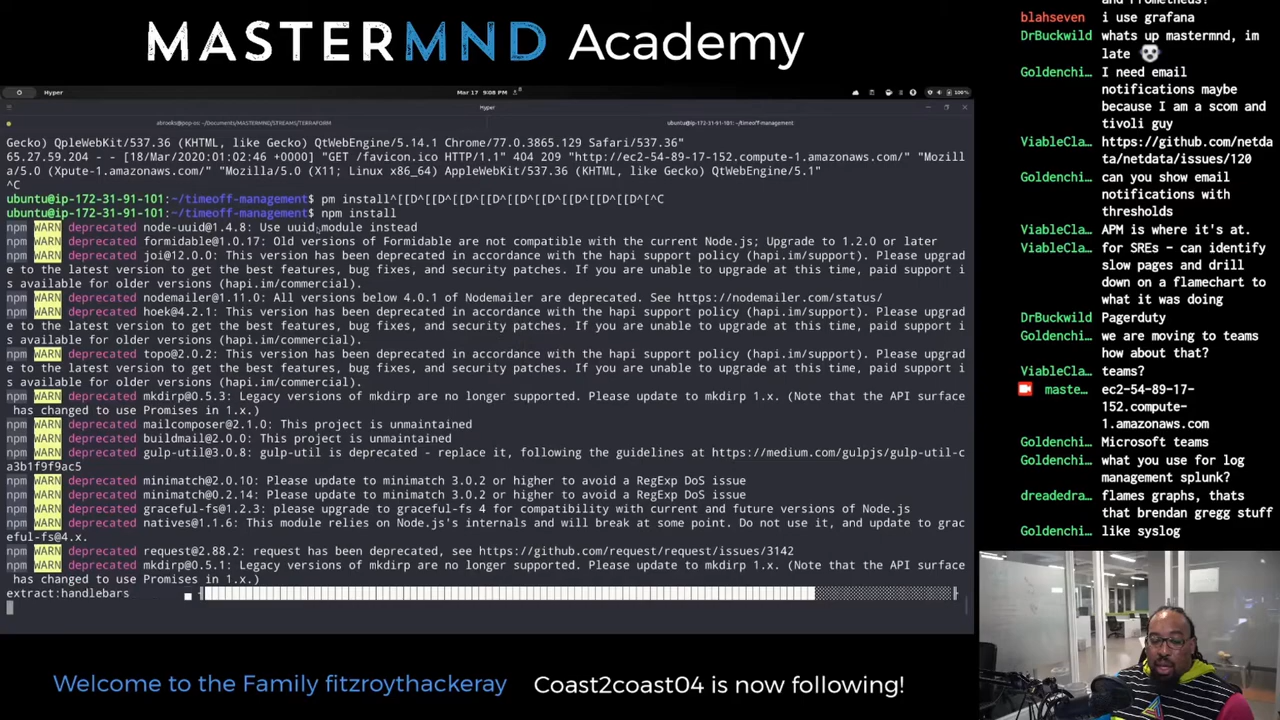 MASTERMND Academy
Hyper
Mar 17 9:08 PM
100%
Hyper
abrooks@pop-os: ~/Documents/MASTERMND/STREAMS/TERRAFORM
ubuntu@ip-172-31-91-101: ~/timeoff-management
Gecko) QpleWebKit/537.36 (KHTML, like Gecko) QtWebEngine/5.14.1 Chrome/77.0.3865.129 Safari/537.36"
65.27.59.204 - - [18/Mar/2020:01:02:46 +0000] "GET /favicon.ico HTTP/1.1" 404 209 "http://ec2-54-89-17-152.compute-1.amazonaws.com/" "Mozill
a/5.0 (Xpute-1.amazonaws.com/" "Mozilla/5.0 (X11; Linux x86_64) AppleWebKit/537.36 (KHTML, like Gecko) QtWebEngine/5.1"
^C
ubuntu@ip-172-31-91-101:~/timeoff-management$ pm install^[[D^[[D^[[D^[[D^[[D^[[D^[[D^[[D^[^C
ubuntu@ip-172-31-91-101:~/timeoff-management$ npm install
npm WARN deprecated node-uuid@1.4.8: Use uuid module instead
npm WARN deprecated formidable@1.0.17: Old versions of Formidable are not compatible with the current Node.js; Upgrade to 1.2.0 or later
npm WARN deprecated joi@12.0.0: This version has been deprecated in accordance with the hapi support policy (hapi.im/support). Please upgrad
e to the latest version to get the best features, bug fixes, and security patches. If you are unable to upgrade at this time, paid support i
s available for older versions (hapi.im/commercial).
npm WARN deprecated nodemailer@1.11.0: All versions below 4.0.1 of Nodemailer are deprecated. See https://nodemailer.com/status/
npm WARN deprecated hoek@4.2.1: This version has been deprecated in accordance with the hapi support policy (hapi.im/support). Please upgrad
e to the latest version to get the best features, bug fixes, and security patches. If you are unable to upgrade at this time, paid support i
s available for older versions (hapi.im/commercial).
npm WARN deprecated topo@2.0.2: This version has been deprecated in accordance with the hapi support policy (hapi.im/support). Please upgrad
e to the latest version to get the best features, bug fixes, and security patches. If you are unable to upgrade at this time, paid support i
s available for older versions (hapi.im/commercial).
npm WARN deprecated mkdirp@0.5.3: Legacy versions of mkdirp are no longer supported. Please update to mkdirp 1.x. (Note that the API surface
has changed to use Promises in 1.x.)
npm WARN deprecated mailcomposer@2.1.0: This project is unmaintained
npm WARN deprecated buildmail@2.0.0: This project is unmaintained
npm WARN deprecated gulp-util@3.0.8: gulp-util is deprecated - replace it, following the guidelines at https://medium.com/gulpjs/gulp-util-c
a3b1f9f9ac5
npm WARN deprecated minimatch@2.0.10: Please update to minimatch 3.0.2 or higher to avoid a RegExp DoS issue
npm WARN deprecated minimatch@0.2.14: Please update to minimatch 3.0.2 or higher to avoid a RegExp DoS issue
npm WARN deprecated graceful-fs@1.2.3: please upgrade to graceful-fs 4 for compatibility with current and future versions of Node.js
npm WARN deprecated natives@1.1.6: This module relies on Node.js's internals and will break at some point. Do not use it, and update to grac
eful-fs@4.x.
npm WARN deprecated request@2.88.2: request has been deprecated, see https://github.com/request/request/issues/3142
npm WARN deprecated mkdirp@0.5.1: Legacy versions of mkdirp are no longer supported. Please update to mkdirp 1.x. (Note that the API surface
has changed to use Promises in 1.x.)
extract:handlebars
and Prometheus?
blahseven i use grafana
DrBuckwild whats up mastermnd, im
late
Goldenchi… I need email
notifications maybe
because I am a scom and
tivoli guy
ViableCla… https://github.com/netda
ta/netdata/issues/120
Goldenchi… can you show email
notifications with
thresholds
ViableCla… APM is where it's at.
ViableCla… for SREs - can identify
slow pages and drill
down on a flamechart to
what it was doing
DrBuckwild Pagerduty
Goldenchi… we are moving to teams
how about that?
ViableCla… teams?
maste… ec2-54-89-17-
152.compute-
1.amazonaws.com
Goldenchi… Microsoft teams
Goldenchi… what you use for log
management splunk?
dreadedra… flames graphs, thats
that brendan gregg stuff
Goldenchi… like syslog
Welcome to the Family fitzroythackeray
Coast2coast04 is now following!